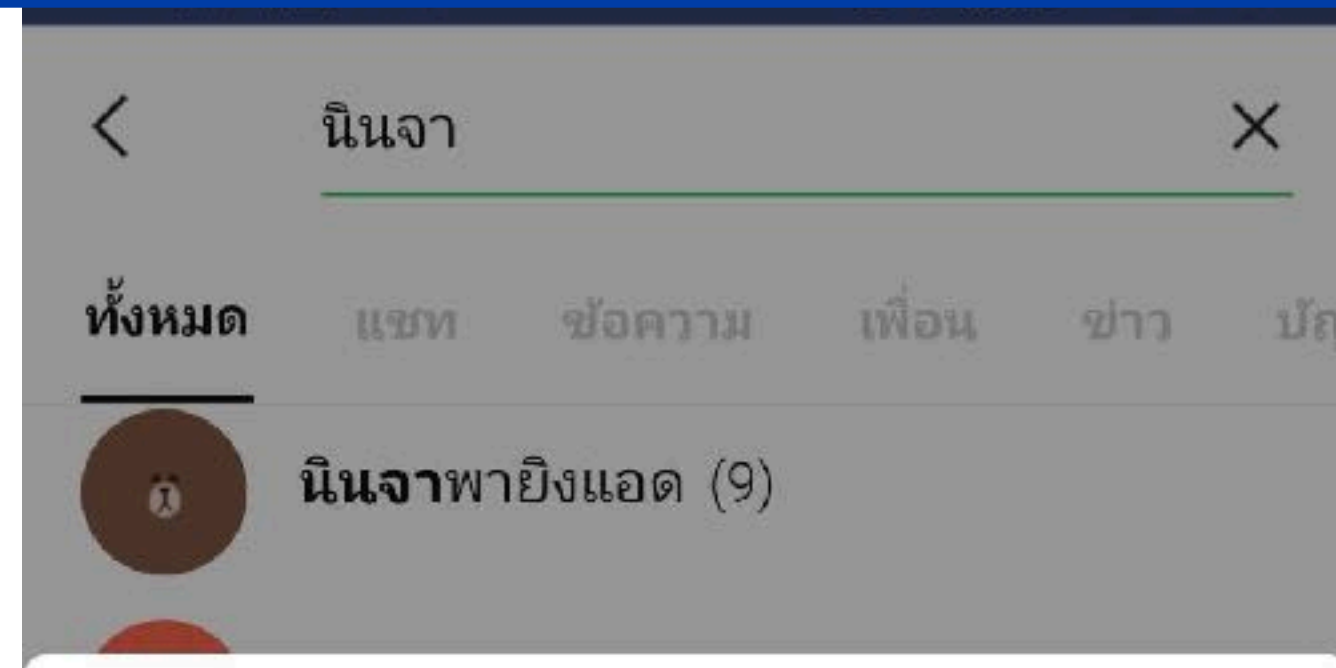 นินจา
ทั้งหมด แชท ข้อความ เพื่อน ข่าว
นินจาพายิงแอด (9)